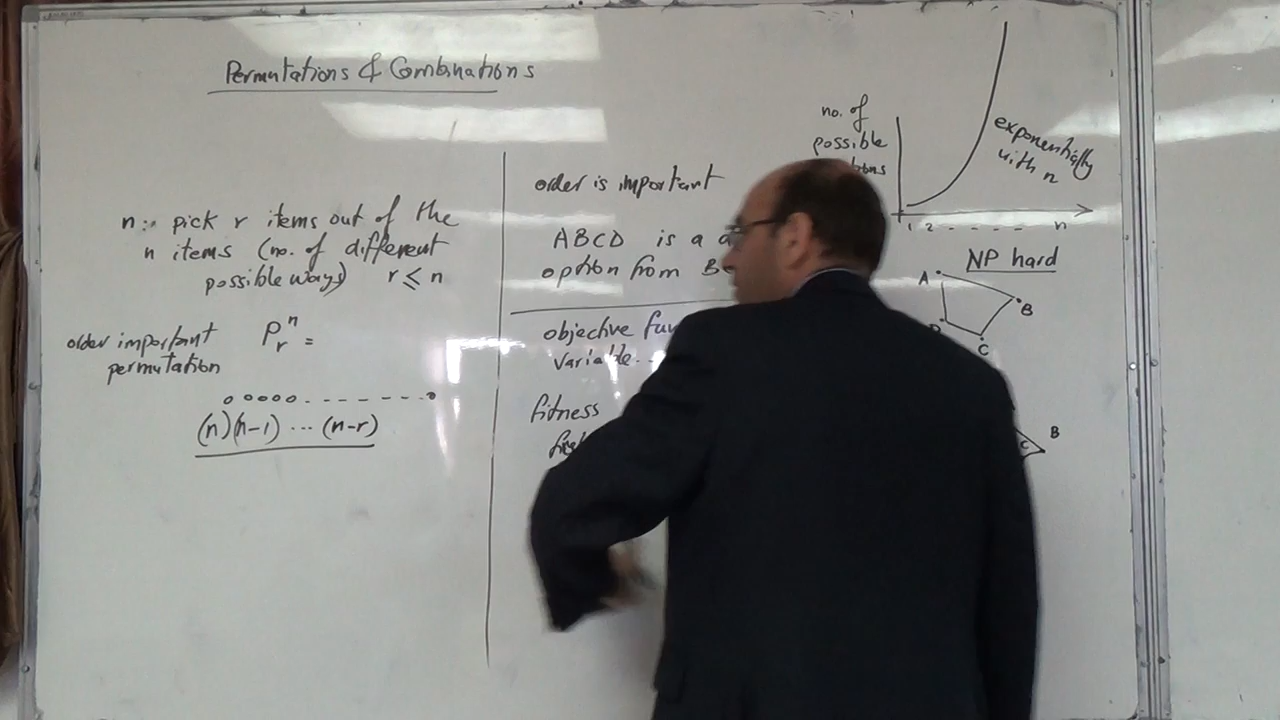 Permutations & Combinations
n: pick r items out of the
n items (no. of different
possible ways) r ≤ n
order important
permutation
P_r^n =
(n)(n-1) ... (n-r)
order is important
ABCD is a
option from
objective
variable..
fitness
no. of
possible
exponentially
with n
1 2 - - - - - n
NP hard
A
B
C
B
C